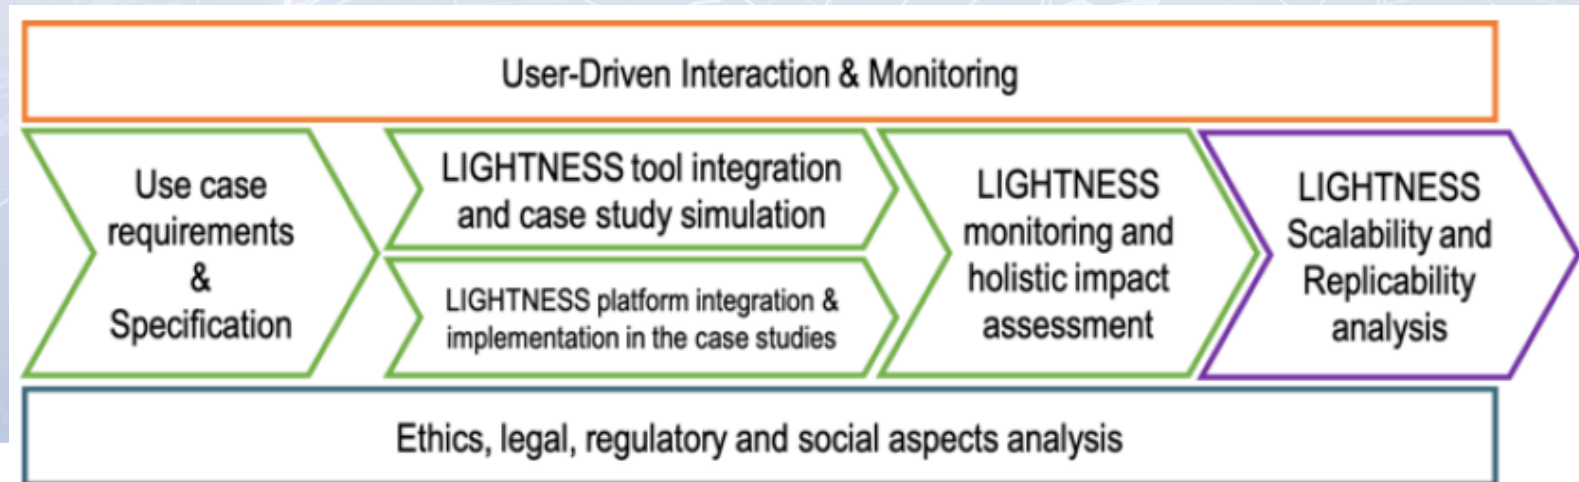 User-Driven Interaction & Monitoring
Use case
requirements
&
Specification
LIGHTNESS tool integration
and case study simulation
LIGHTNESS platform integration &
implementation in the case studies
LIGHTNESS
monitoring and
holistic impact
assessment
LIGHTNESS
Scalability and
Replicability
analysis
Ethics, legal, regulatory and social aspects analysis